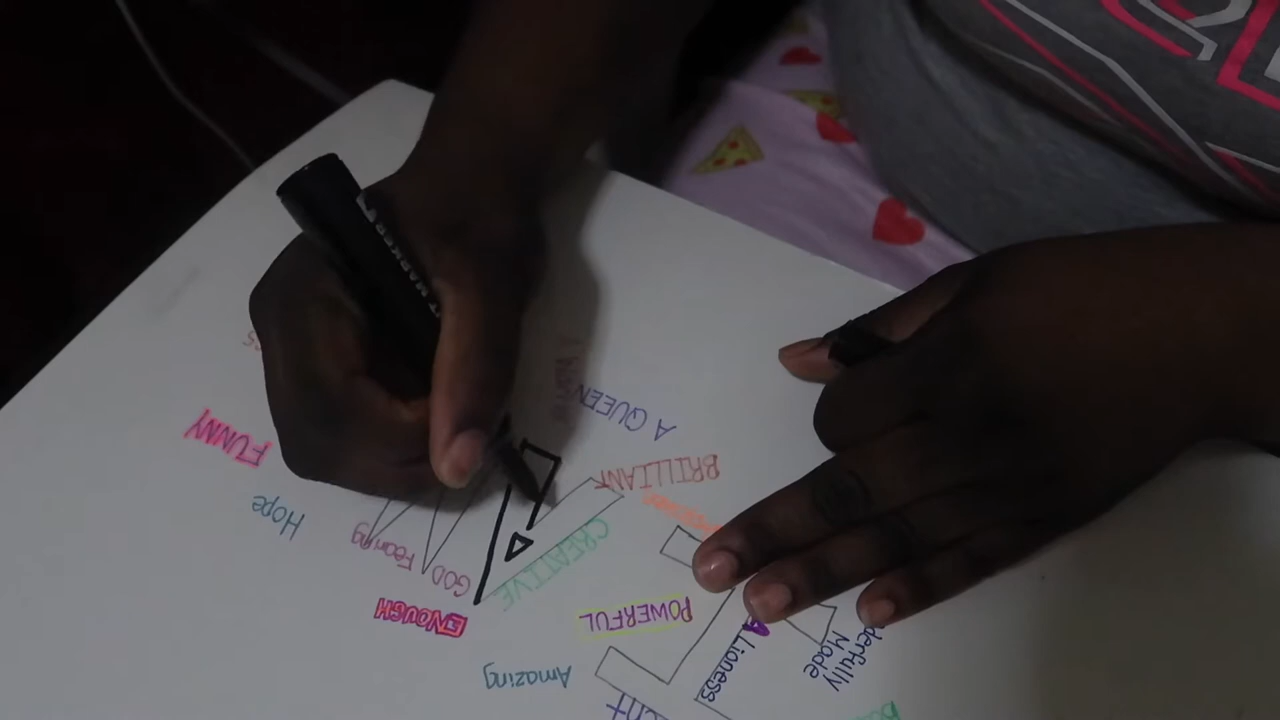 A QUEEN
BRILLIANT
CREATIVE
FUNNY
Hope
GOD Fearing
ENOUGH
POWERFUL
Amazing
A Lioness
Made